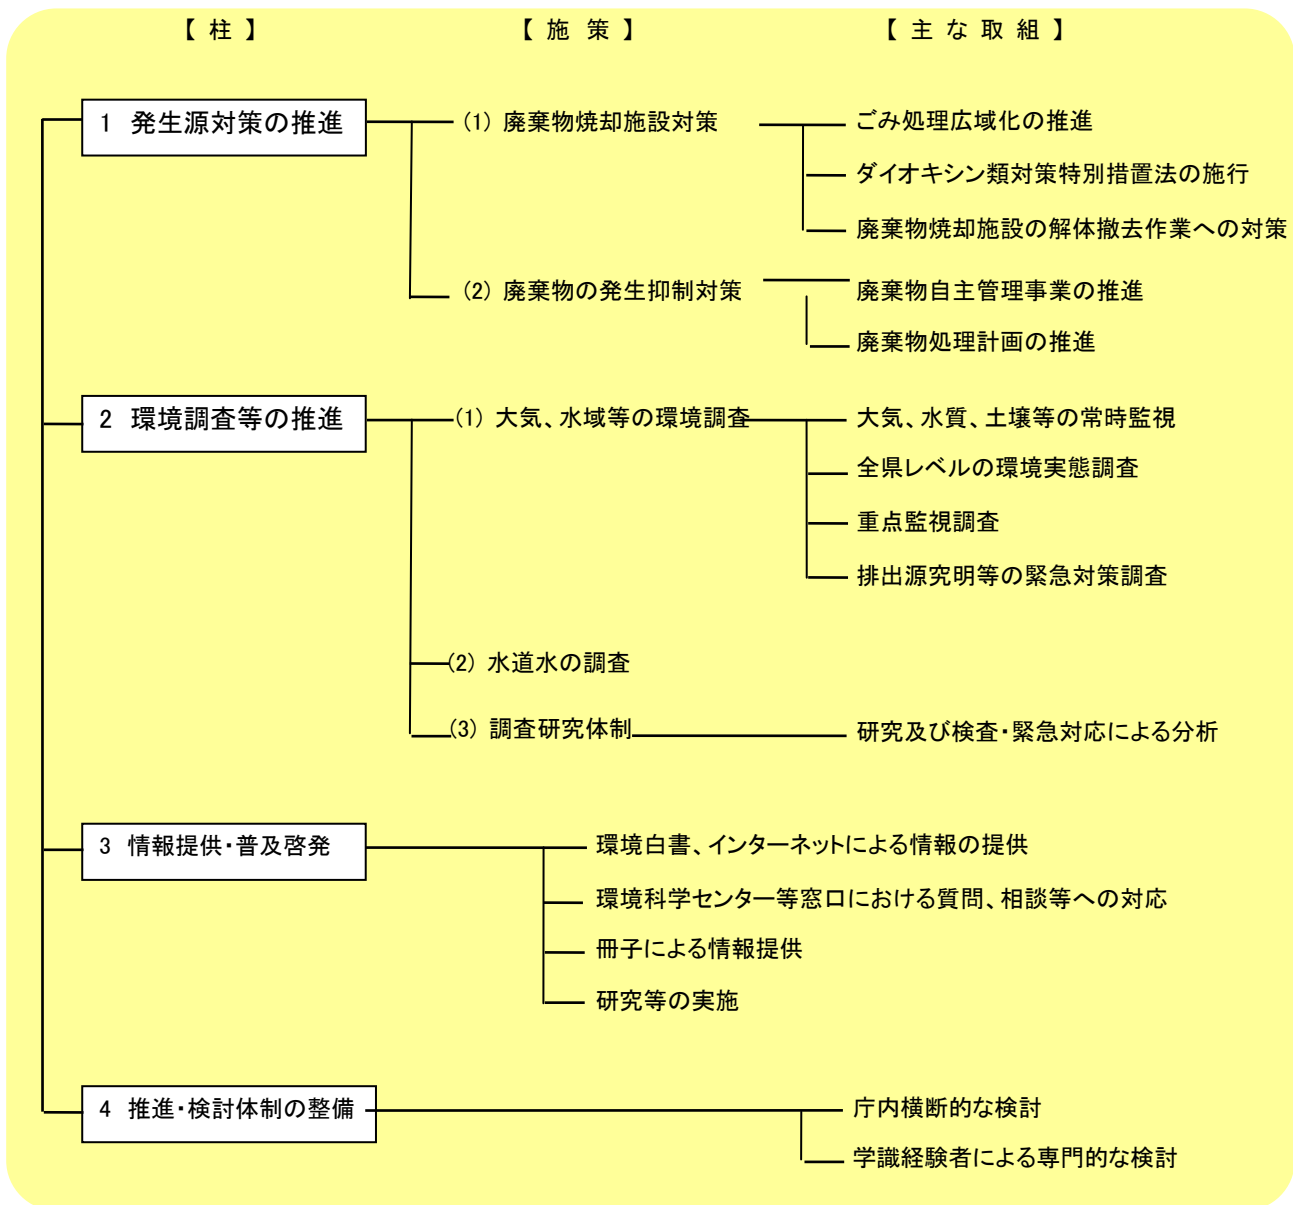 【 柱 】 【 施 策 】 【 主 な 取 組 】
1 発生源対策の推進 (1) 廃棄物焼却施設対策 ごみ処理広域化の推進
ダイオキシン類対策特別措置法の施行
廃棄物焼却施設の解体撤去作業への対策
(2) 廃棄物の発生抑制対策 廃棄物自主管理事業の推進
廃棄物処理計画の推進
2 環境調査等の推進 (1) 大気、水域等の環境調査 大気、水質、土壌等の常時監視
全県レベルの環境実態調査
重点監視調査
排出源究明等の緊急対策調査
(2) 水道水の調査
(3) 調査研究体制 研究及び検査・緊急対応による分析
3 情報提供・普及啓発 環境白書、インターネットによる情報の提供
環境科学センター等窓口における質問、相談等への対応
冊子による情報提供
研究等の実施
4 推進・検討体制の整備 庁内横断的な検討
学識経験者による専門的な検討